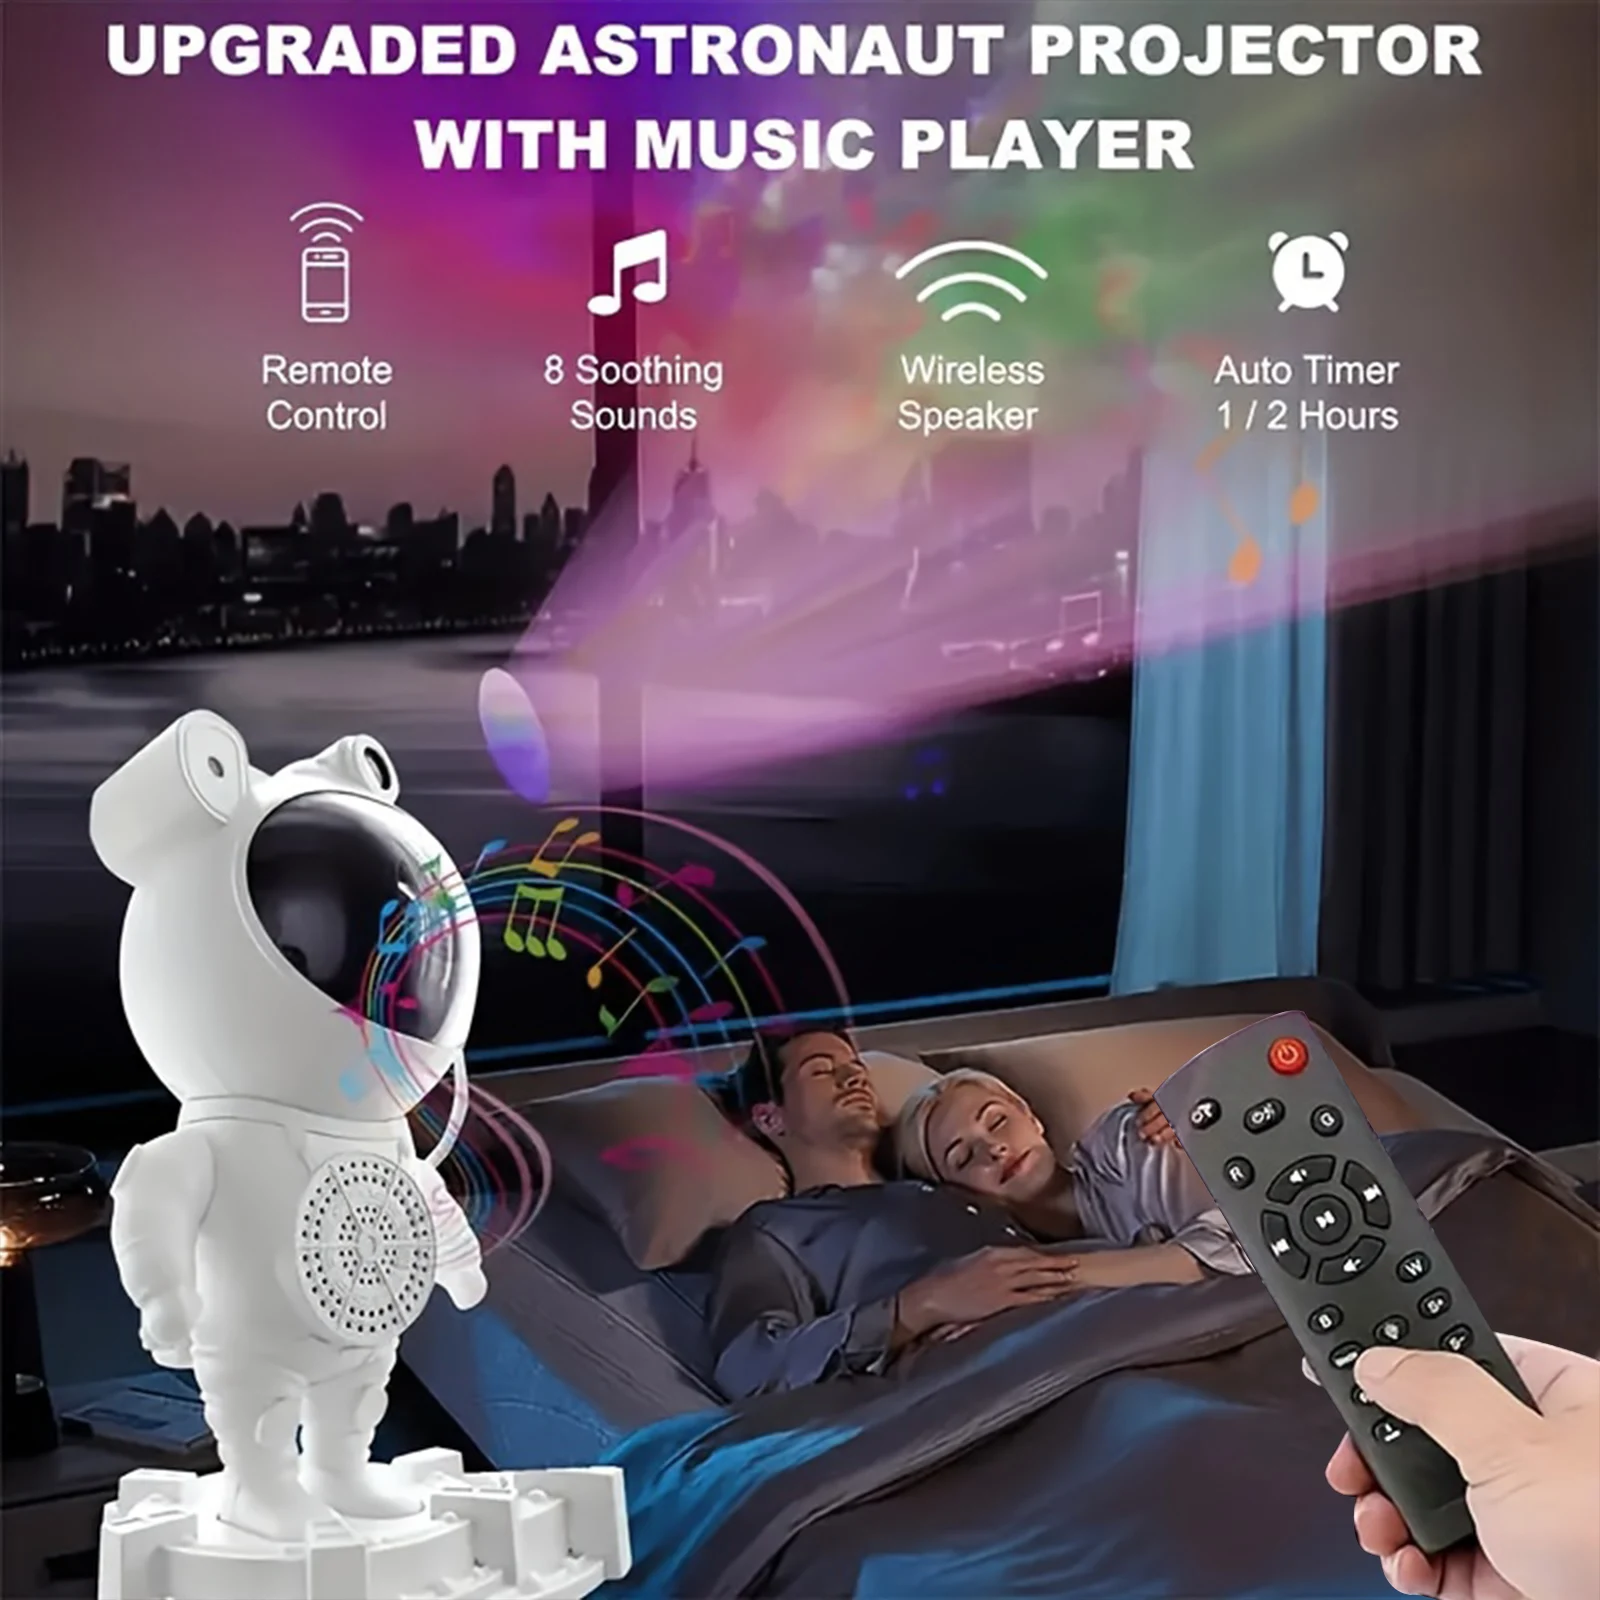 UPGRADED ASTRONAUT PROJECTOR
WITH MUSIC PLAYER
Remote
Control
8 Soothing
Sounds
Wireless
Speaker
Auto Timer
1 / 2 Hours
G
R
W
B
S+
S-